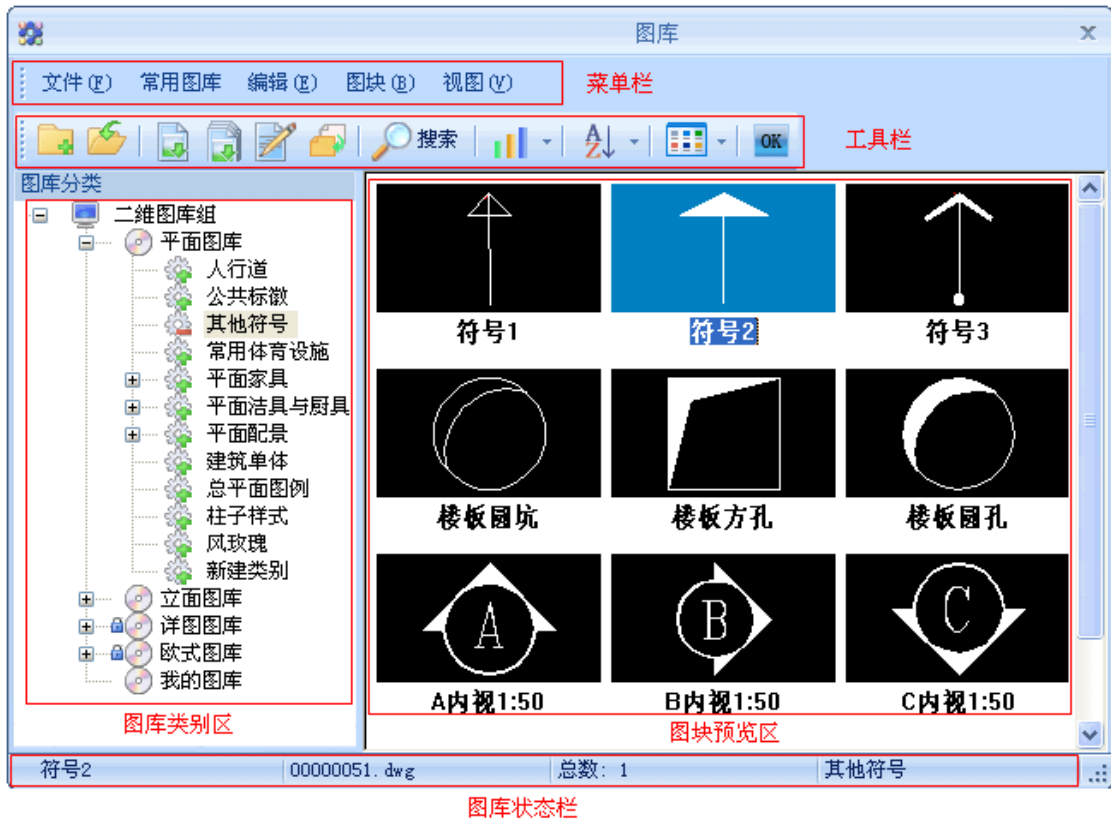 图库
文件(F) 常用图库 编辑(E) 图块(B) 视图(V)
菜单栏
搜索
A
Z
OK
工具栏
图库分类
二维图库组
平面图库
人行道
公共标徽
其他符号
常用体育设施
平面家具
平面洁具与厨具
平面配景
建筑单体
总平面图例
柱子样式
风玫瑰
新建类别
立面图库
详图图库
欧式图库
我的图库
图库类别区
符号1 符号2 符号3
楼板圆坑 楼板方孔 楼板圆孔
A B C
A内视1:50 B内视1:50 C内视1:50
图块预览区
符号2 00000051.dwg 总数: 1 其他符号
图库状态栏